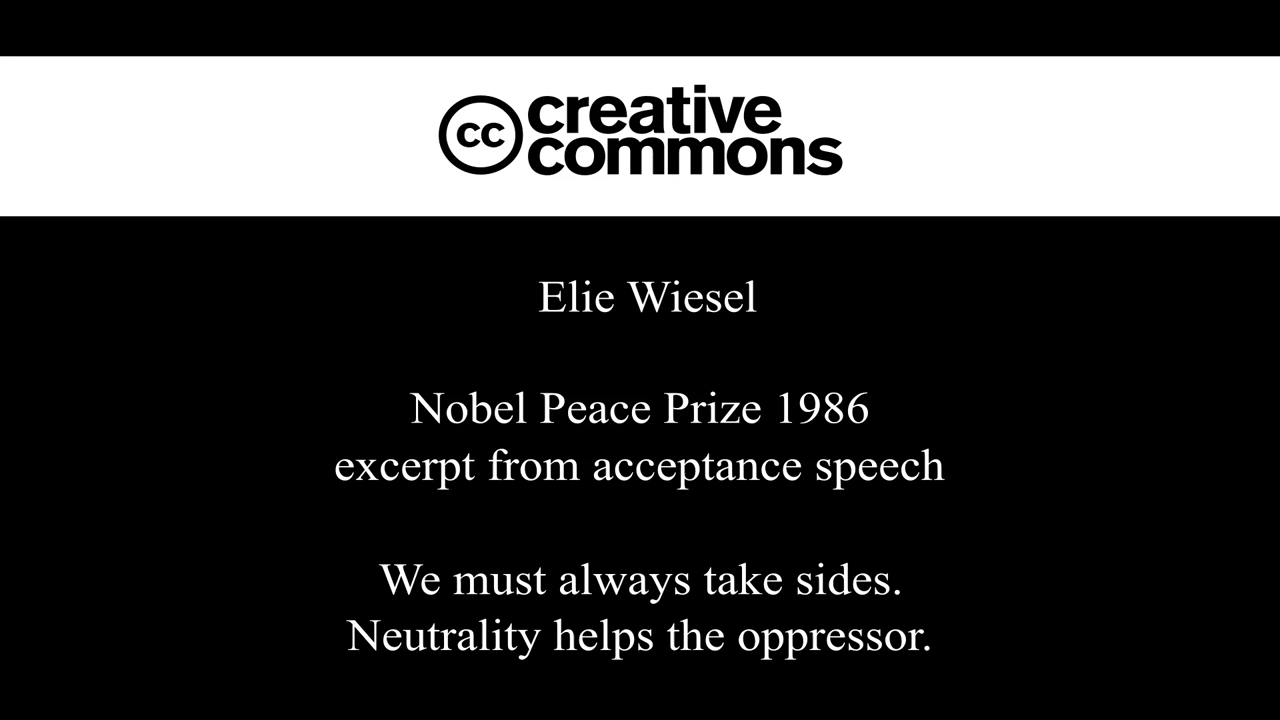 cc creative
commons
Elie Wiesel
Nobel Peace Prize 1986
excerpt from acceptance speech
We must always take sides.
Neutrality helps the oppressor.